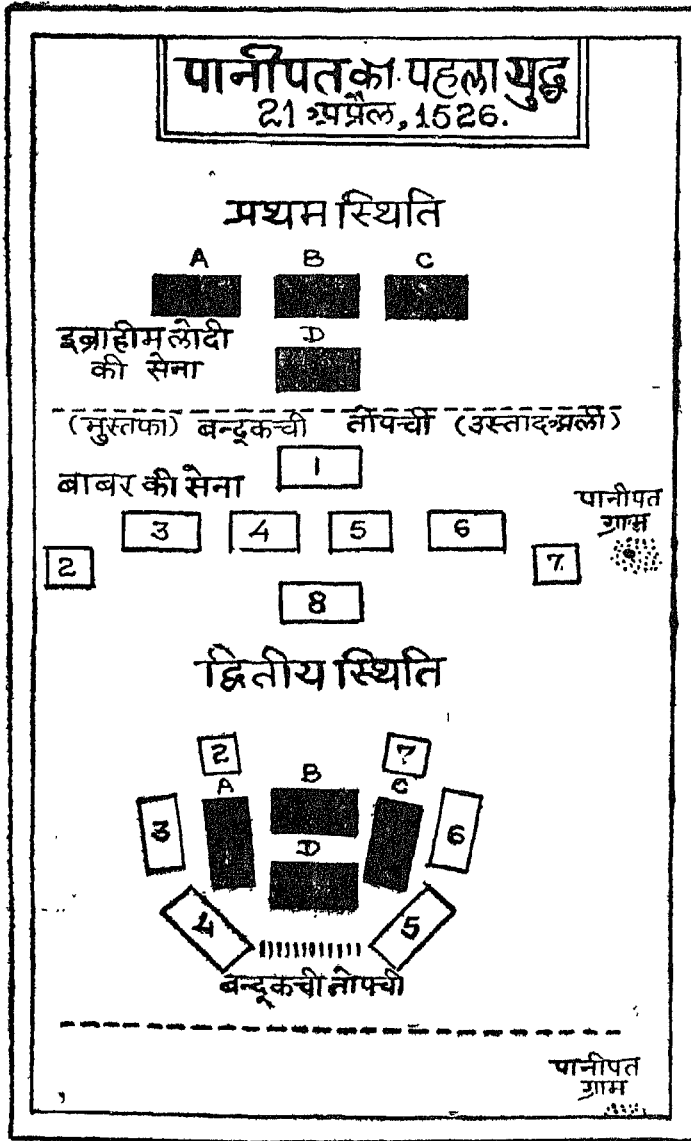 पानीपत का पहला युद्ध
21 अप्रैल, 1526.
प्रथम स्थिति
A B C
इब्राहीम लोदी
की सेना
D
(मुस्तफा) बन्दूकची तोपची (उस्ताद अली)
1
बाबर की सेना
पानीपत
ग्राम
3 4 5 6
2 7
8
द्वितीय स्थिति
2 7
A B C
3 6
D
4 5
बन्दूकची तोपची
पानीपत
ग्राम